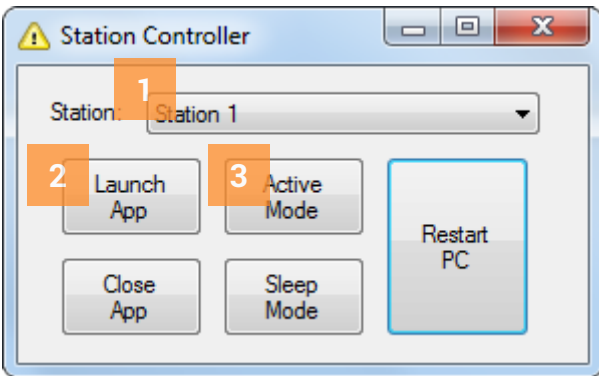 Station Controller
1
Station: Station 1
2
Launch
App
3
Active
Mode
Restart
PC
Close
App
Sleep
Mode